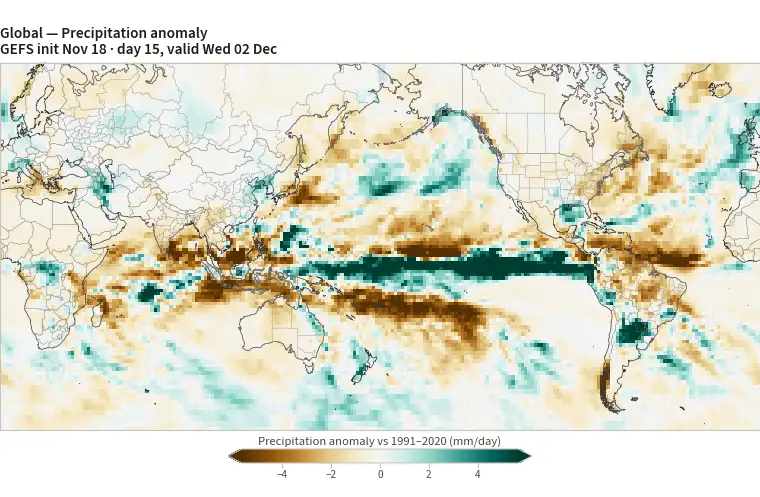 Global — Precipitation anomaly
GEFS init Nov 18 · day 15, valid Wed 02 Dec
Precipitation anomaly vs 1991–2020 (mm/day)
−4 −2 0 2 4